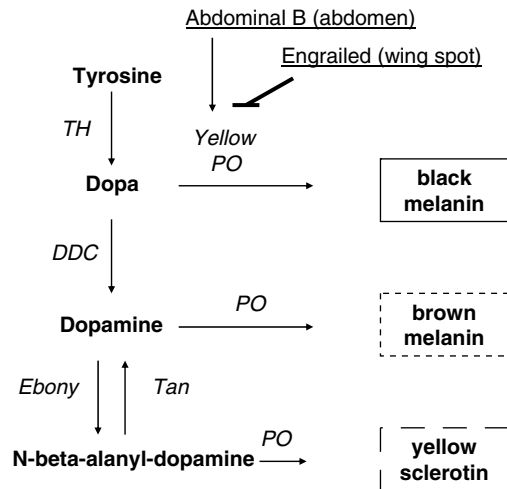 Abdominal B (abdomen)
Engrailed (wing spot)
Tyrosine
TH
Yellow
PO
Dopa
black
melanin
DDC
PO
Dopamine
brown
melanin
Ebony
Tan
PO
N-beta-alanyl-dopamine
yellow
sclerotin